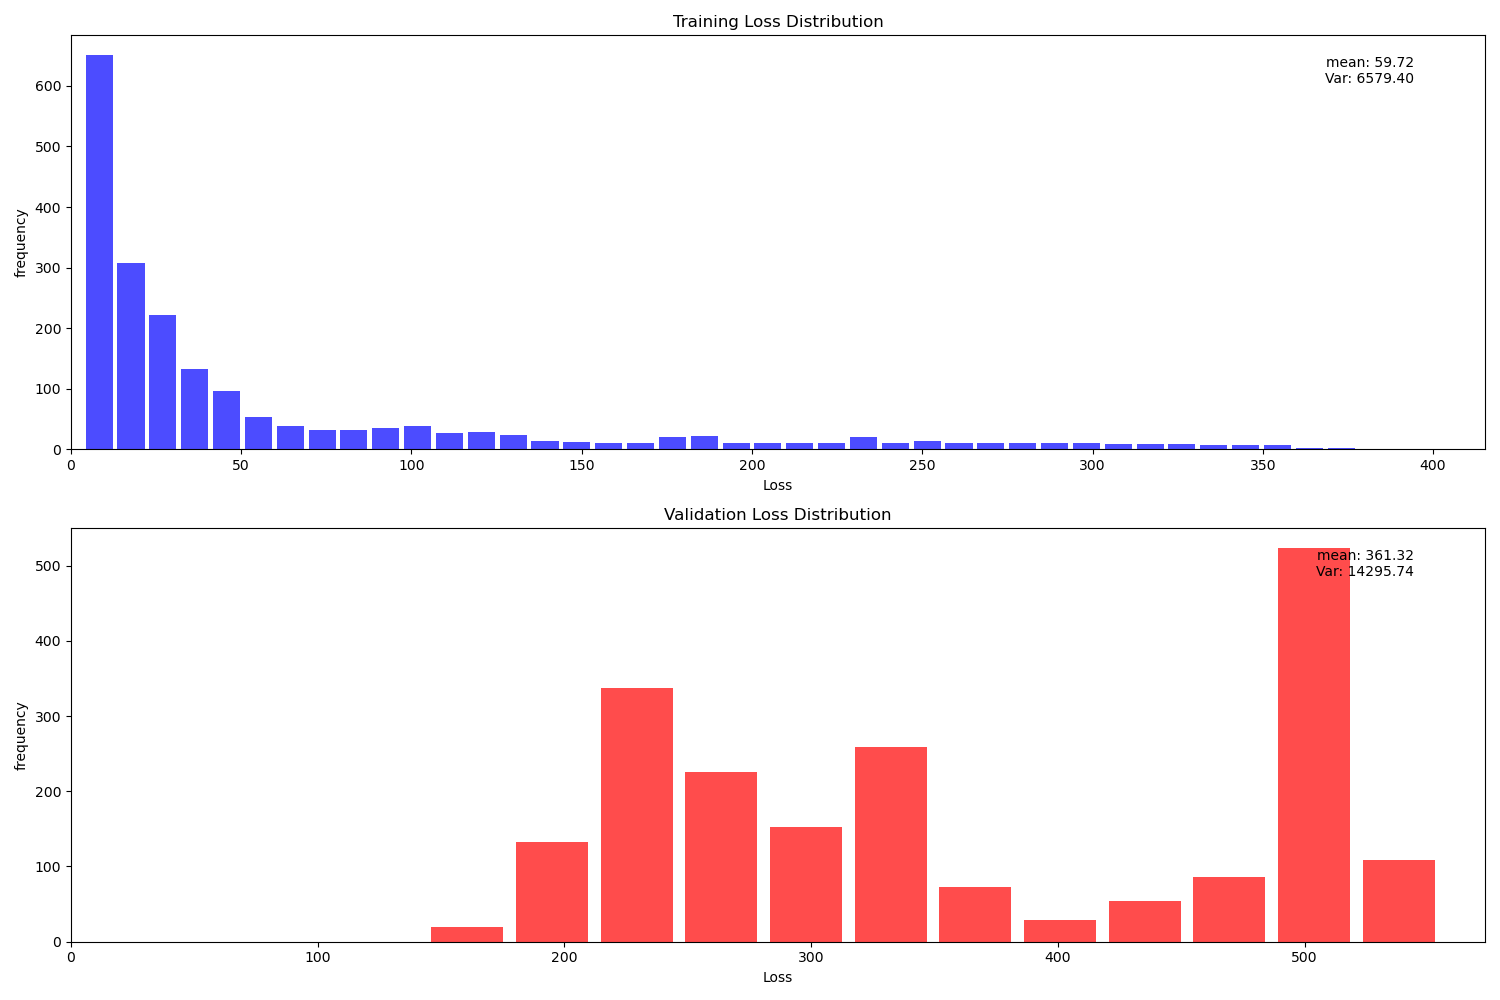 Training Loss Distribution
mean: 59.72
Var: 6579.40
frequency
600
500
400
300
200
100
0
0 50 100 150 200 250 300 350 400
Loss
Validation Loss Distribution
mean: 361.32
Var: 14295.74
frequency
500
400
300
200
100
0
0 100 200 300 400 500
Loss